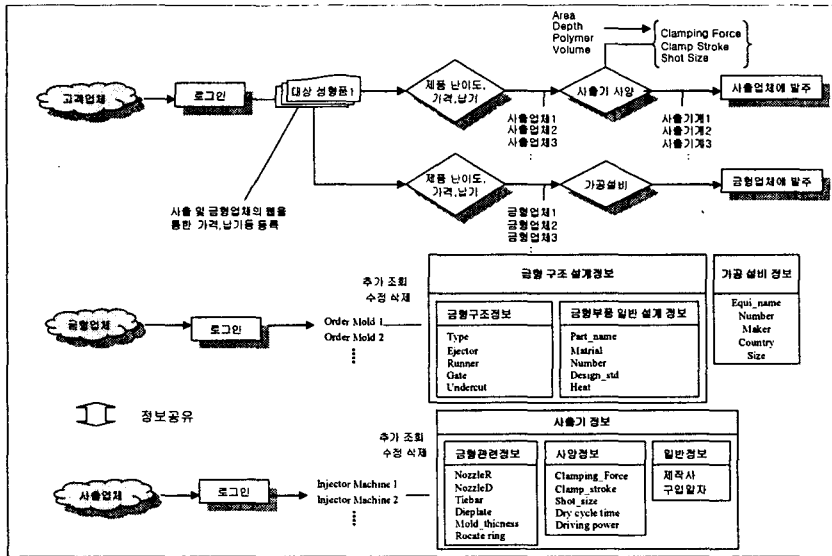 Area
Depth
Polymer
Volume
Clamping Force
Clamp Stroke
Shot Size
고객업체
로그인
대상 성형품1
제품 난이도,
가격,납기
사출기 사양
사출업체에 발주
사출업체1
사출업체2
사출업체3
사출기계1
사출기계2
사출기계3
제품 난이도,
가격,납기
가공설비
금형업체에 발주
금형업체1
금형업체2
금형업체3
사출 및 금형업체의 웹을
통한 가격,납기등 등록
금형업체
로그인
Order Mold 1
Order Mold 2
추가 조회
수정 삭제
금형 구조 설계정보
금형구조정보
Type
Ejector
Runner
Gate
Undercut
금형부품 일반 설계 정보
Part_name
Matrial
Number
Design_std
Heat
가공 설비 정보
Equi_name
Number
Maker
Country
Size
정보공유
사출업체
로그인
Injector Machine 1
Injector Machine 2
추가 조회
수정 삭제
사출기 정보
금형관련정보
NozzleR
NozzleD
Tiebar
Dieplate
Mold_thicness
Rocate ring
사양정보
Clamping_Force
Clamp_stroke
Shot_size
Dry cycle time
Driving power
일반정보
제작사
구입일자